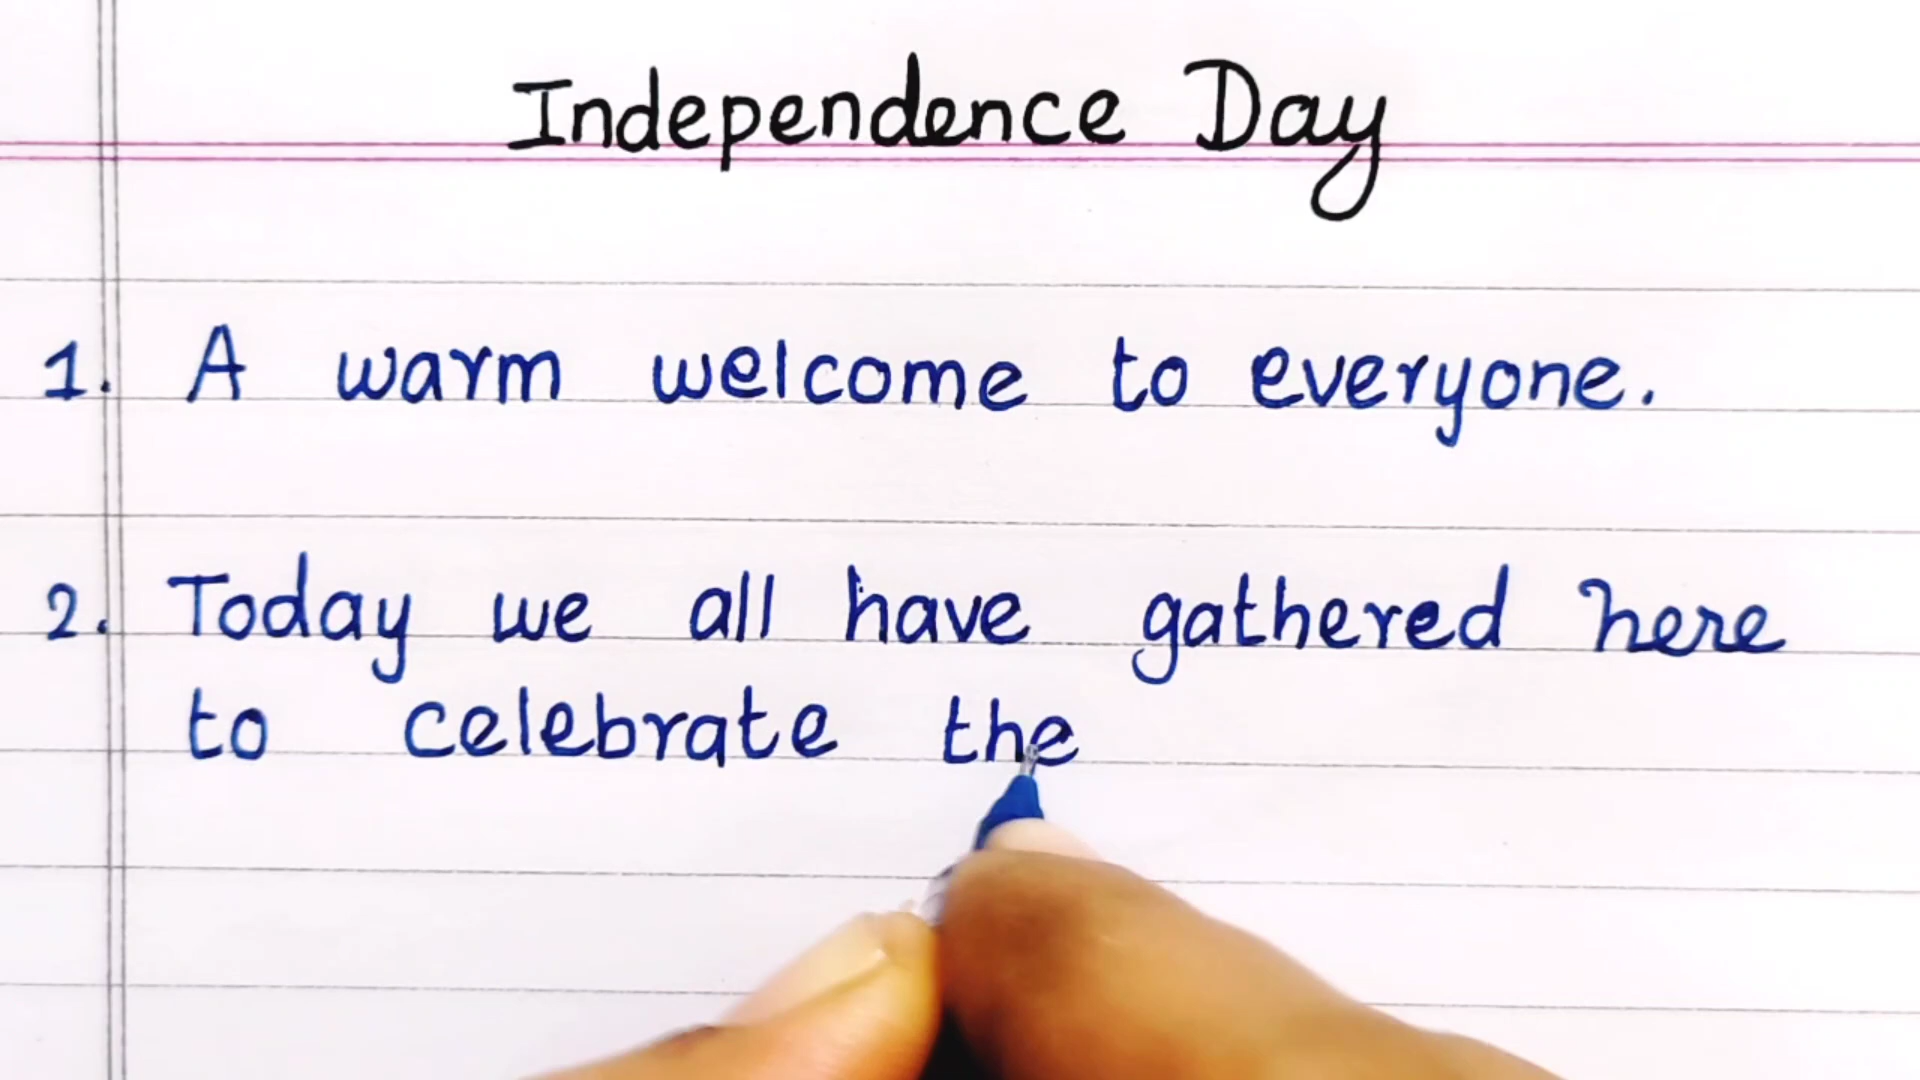 Independence Day
1. A warm welcome to everyone.
2. Today we all have gathered here
to celebrate the